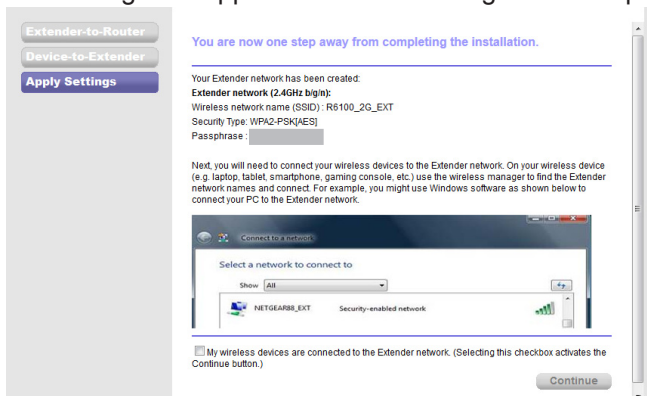 Extender-to-Router
Device-to-Extender
Apply Settings
You are now one step away from completing the installation.
Your Extender network has been created:
Extender network (2.4GHz b/g/n):
Wireless network name (SSID) : R6100_2G_EXT
Security Type: WPA2-PSK[AES]
Passphrase :
Next, you will need to connect your wireless devices to the Extender network. On your wireless device
(e.g. laptop, tablet, smartphone, gaming console, etc.) use the wireless manager to find the Extender
network names and connect. For example, you might use Windows software as shown below to
connect your PC to the Extender network.
Connect to a network
Select a network to connect to
Show All
NETGEAR88_EXT Security-enabled network
My wireless devices are connected to the Extender network. (Selecting this checkbox activates the
Continue button.)
Continue